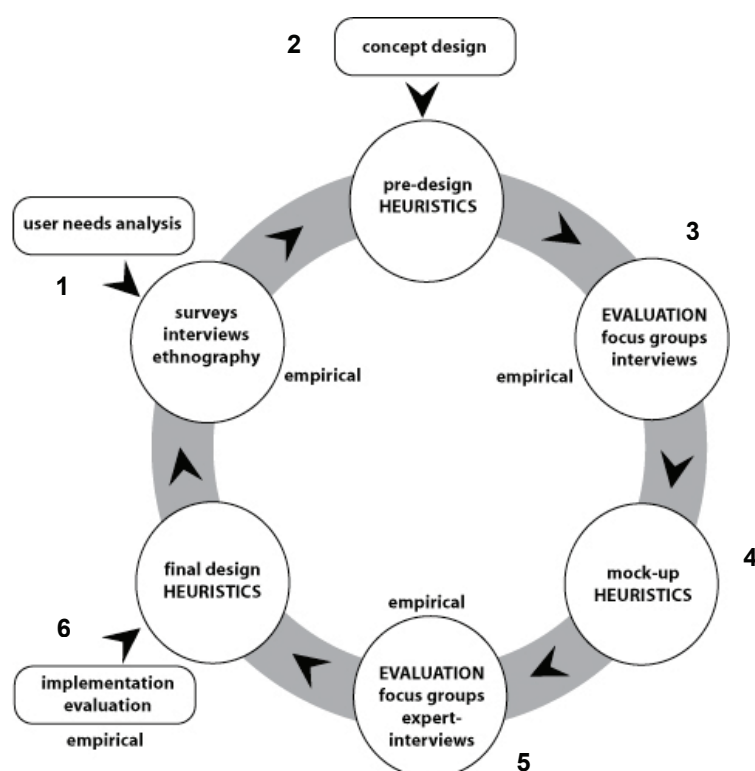 2
concept design
pre-design
HEURISTICS
user needs analysis
1
surveys
interviews
ethnography
empirical
3
EVALUATION
focus groups
interviews
empirical
4
mock-up
HEURISTICS
empirical
EVALUATION
focus groups
expert-
interviews
5
final design
HEURISTICS
6
implementation
evaluation
empirical